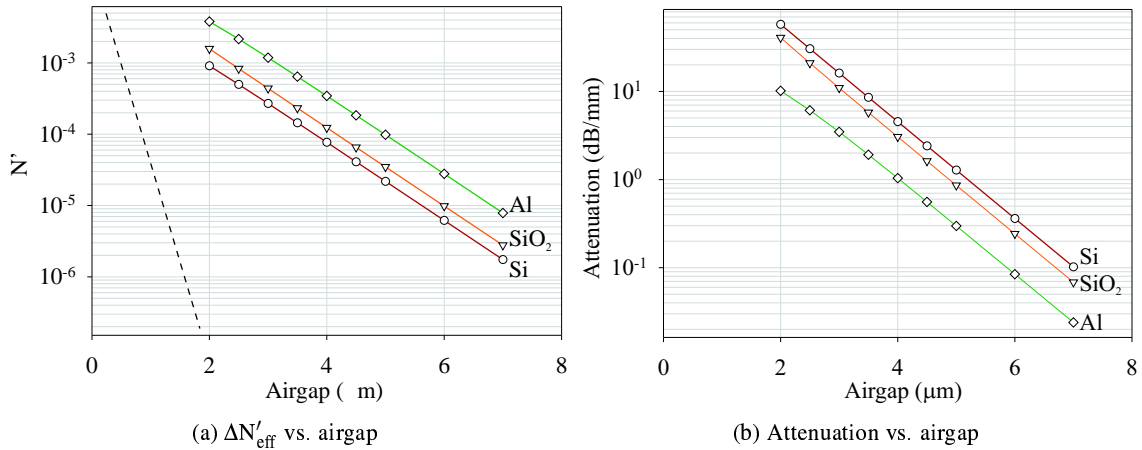 10⁻³
10⁻⁴
10⁻⁵
10⁻⁶
N'
Al
SiO₂
Si
0 2 4 6 8
Airgap ( m)
(a) ΔN′eff vs. airgap
10¹
10⁰
10⁻¹
Attenuation (dB/mm)
Si
SiO₂
Al
0 2 4 6 8
Airgap (μm)
(b) Attenuation vs. airgap